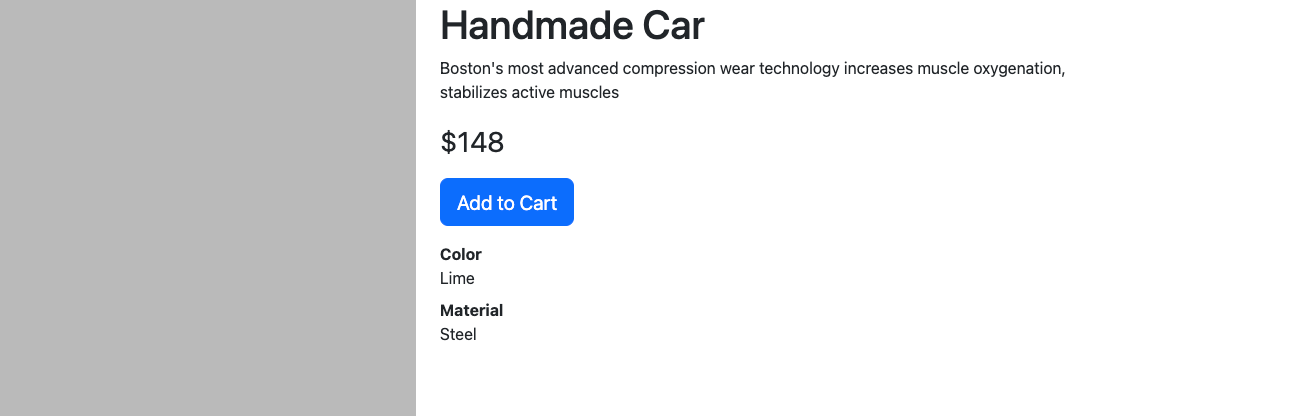 Handmade Car
Boston's most advanced compression wear technology increases muscle oxygenation,
stabilizes active muscles
$148
Add to Cart
Color
Lime
Material
Steel